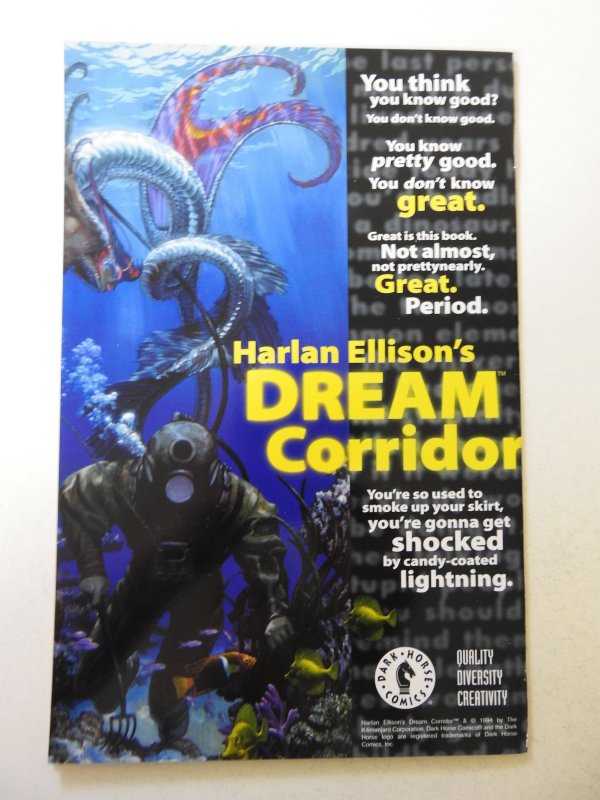 You think
you know good?
You don't know good.
You know
pretty good.
You don't know
great.
Great is this book.
Not almost,
not prettynearly.
Great.
Period.
Harlan Ellison's
DREAM™
Corridor
You're so used to
smoke up your skirt,
you're gonna get
shocked
by candy-coated
lightning.
DARK HORSE COMICS®
QUALITY
DIVERSITY
CREATIVITY
Harlan Ellison's Dream Corridor™ & © 1994 by The
Kilimanjaro Corporation. Dark Horse Comics® and the Dark
Horse logo are registered trademarks of Dark Horse
Comics, Inc.